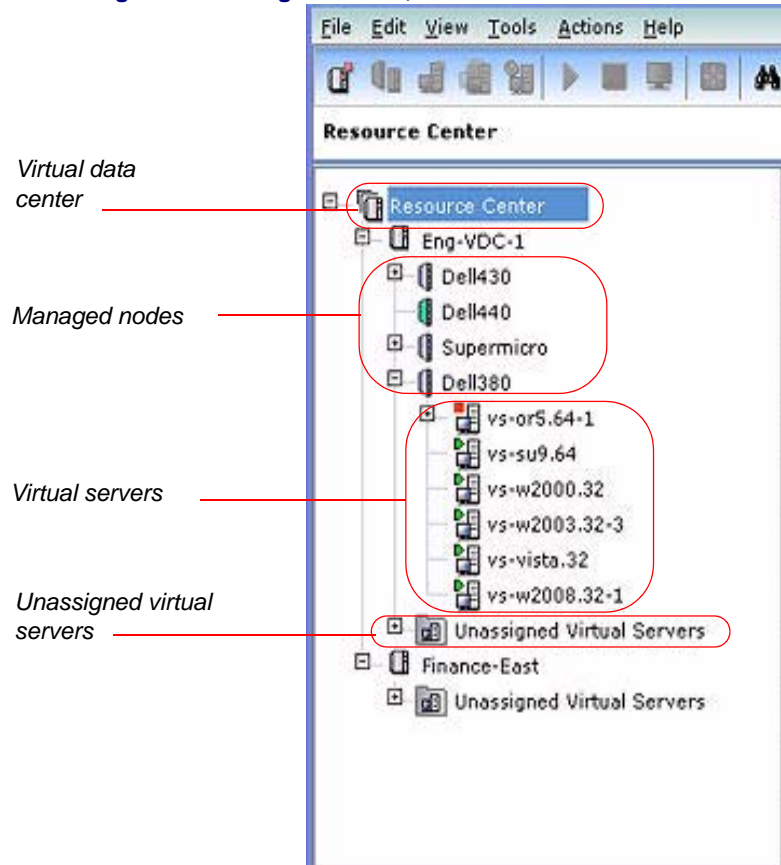 File Edit View Tools Actions Help
Resource Center
Virtual data
center
Resource Center
Eng-VDC-1
Dell430
Managed nodes
Dell440
Supermicro
Dell380
vs-or5.64-1
vs-su9.64
Virtual servers
vs-w2000.32
vs-w2003.32-3
vs-vista.32
vs-w2008.32-1
Unassigned virtual
servers
Unassigned Virtual Servers
Finance-East
Unassigned Virtual Servers